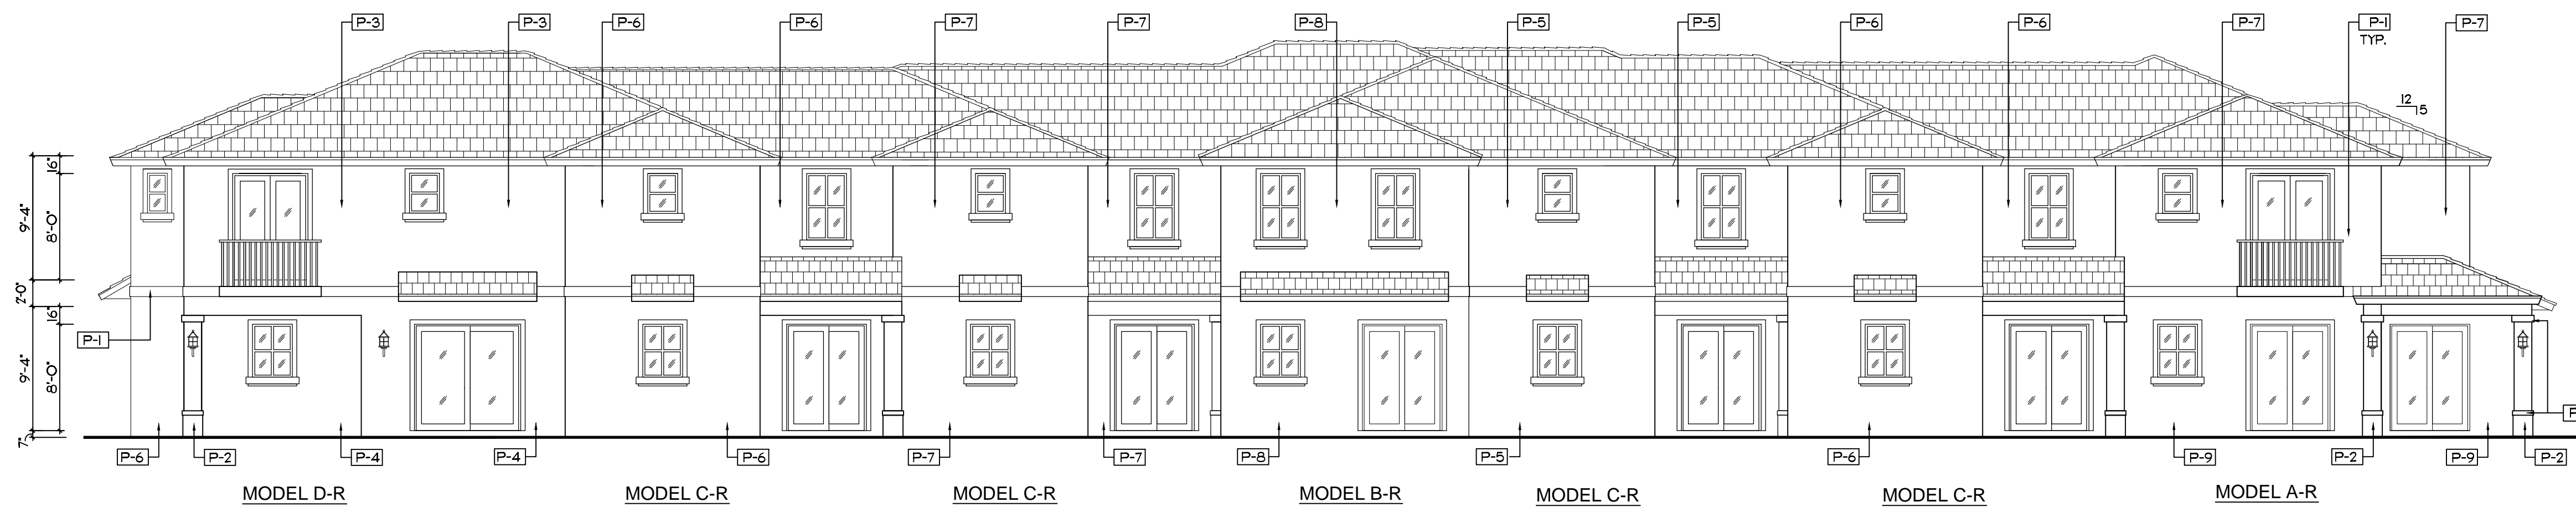 P-3
P-3
P-6
P-6
P-7
P-7
P-8
P-5
P-5
P-6
P-6
P-7
P-1
TYP.
P-7
12
5
16"
9'-4"
8'-0"
2'-0"
16"
9'-4"
8'-0"
7"
P-1
P-6
P-2
P-4
P-4
P-6
P-7
P-7
P-8
P-5
P-6
P-9
P-2
P-9
P-2
MODEL D-R
MODEL C-R
MODEL C-R
MODEL B-R
MODEL C-R
MODEL C-R
MODEL A-R